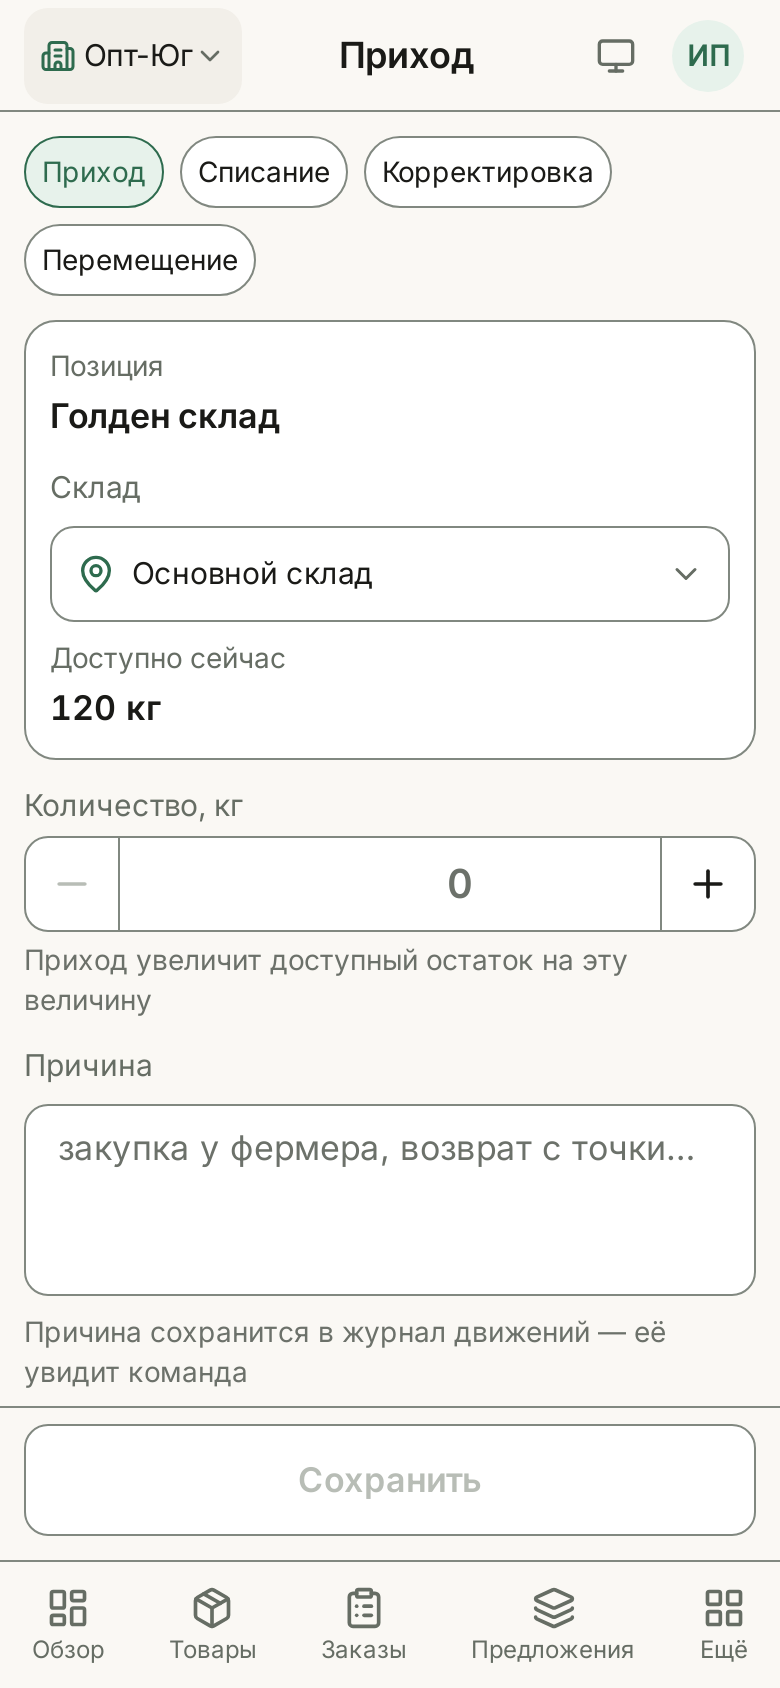 Опт-Юг
Приход
ИП
Приход
Списание
Корректировка
Перемещение
Позиция
Голден склад
Склад
Основной склад
Доступно сейчас
120 кг
Количество, кг
0
Приход увеличит доступный остаток на эту
величину
Причина
закупка у фермера, возврат с точки...
Причина сохранится в журнал движений — её
увидит команда
Сохранить
Обзор
Товары
Заказы
Предложения
Ещё